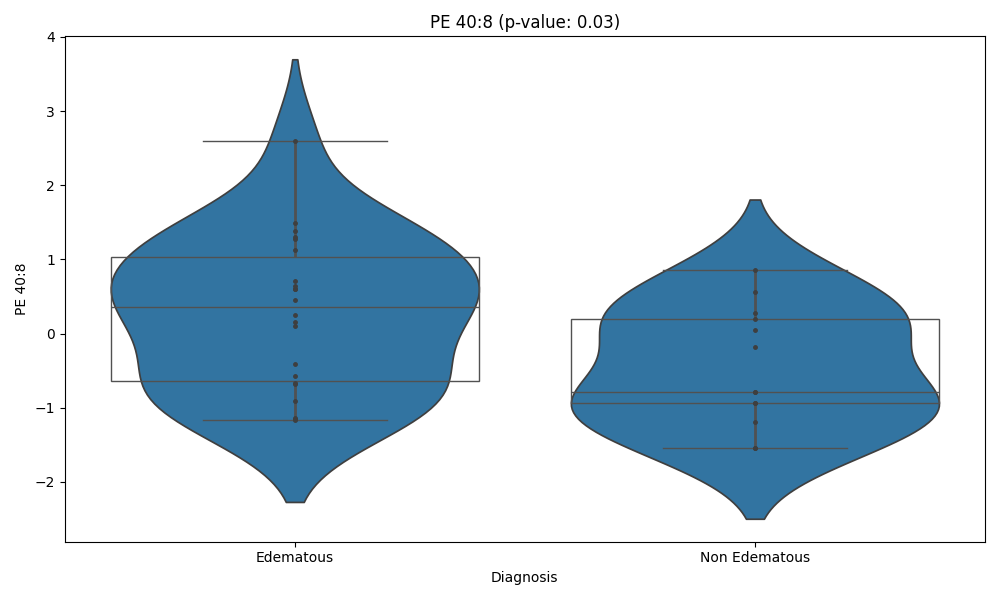 PE 40:8 (p-value: 0.03)
4
3
2
1
0
−1
−2
PE 40:8
Edematous
Non Edematous
Diagnosis